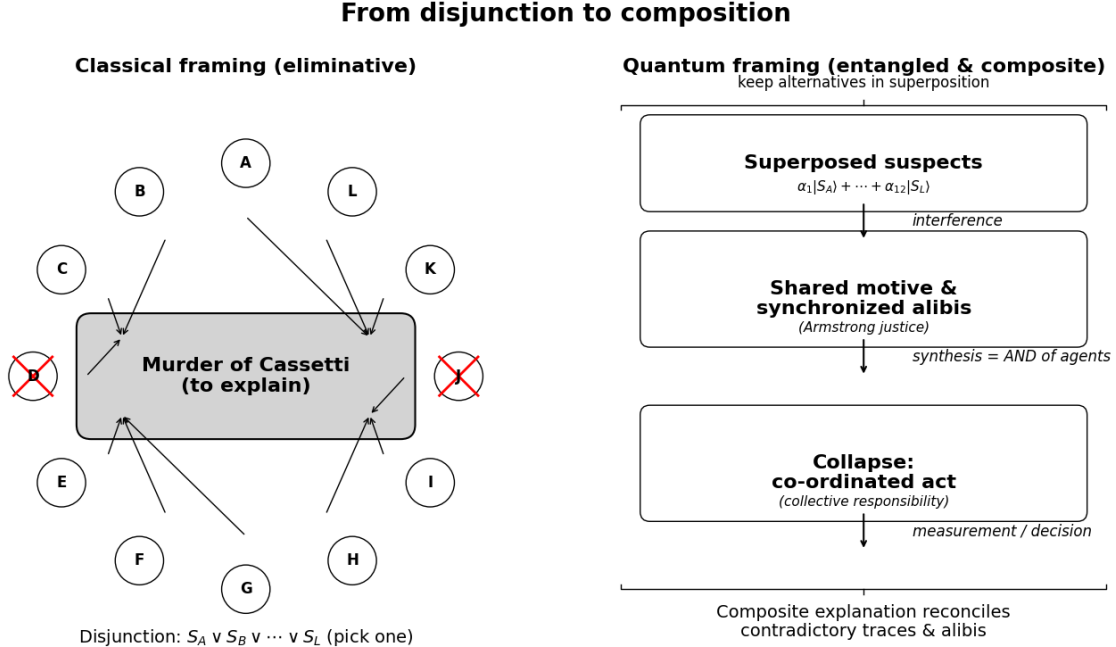 From disjunction to composition
Classical framing (eliminative)
A
B
L
C
K
D
J
Murder of Cassetti
(to explain)
E
I
F
H
G
Disjunction: S_A ∨ S_B ∨ ⋯ ∨ S_L (pick one)
Quantum framing (entangled & composite)
keep alternatives in superposition
Superposed suspects
α₁|S_A⟩ + ⋯ + α₁₂|S_L⟩
interference
Shared motive &
synchronized alibis
(Armstrong justice)
synthesis = AND of agents
Collapse:
co-ordinated act
(collective responsibility)
measurement / decision
Composite explanation reconciles
contradictory traces & alibis